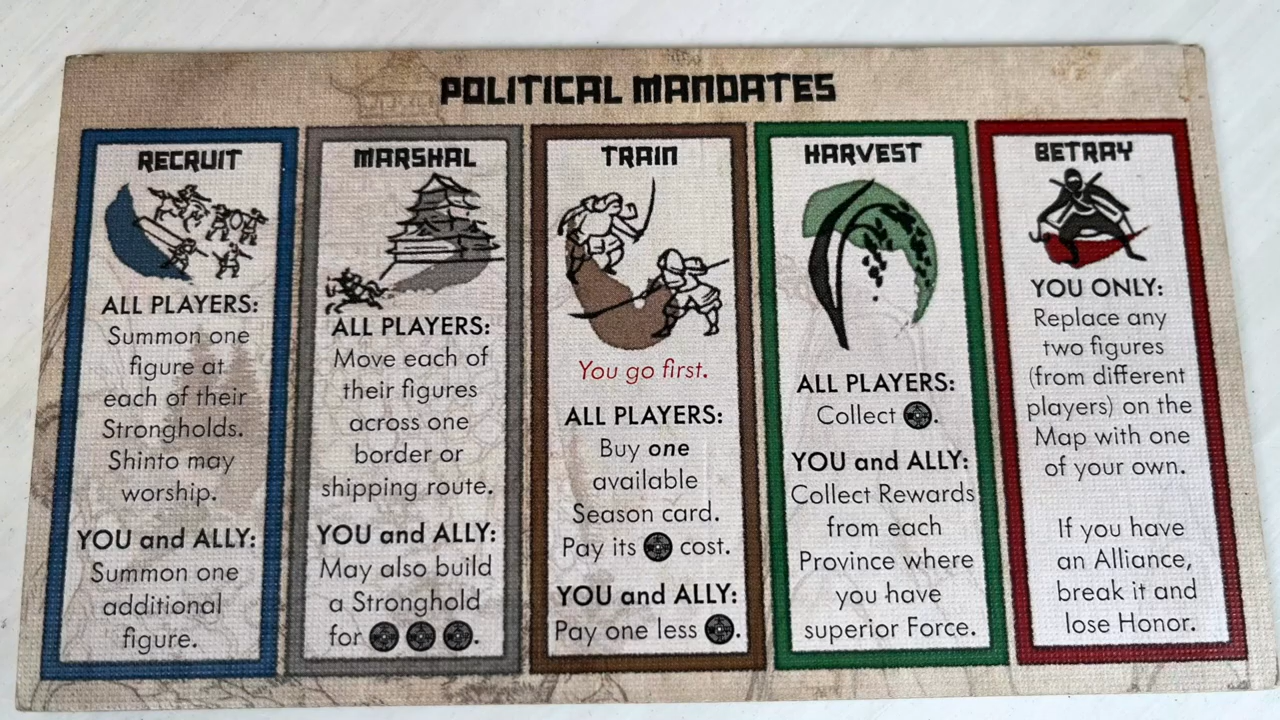 POLITICAL MANDATES
RECRUIT
ALL PLAYERS:
Summon one
figure at
each of their
Strongholds.
Shinto may
worship.
YOU and ALLY:
Summon one
additional
figure.
MARSHAL
ALL PLAYERS:
Move each of
their figures
across one
border or
shipping route.
YOU and ALLY:
May also build
a Stronghold
for .
TRAIN
You go first.
ALL PLAYERS:
Buy one
available
Season card.
Pay its cost.
YOU and ALLY:
Pay one less .
HARVEST
ALL PLAYERS:
Collect .
YOU and ALLY:
Collect Rewards
from each
Province where
you have
superior Force.
BETRAY
YOU ONLY:
Replace any
two figures
(from different
players) on the
Map with one
of your own.
If you have
an Alliance,
break it and
lose Honor.